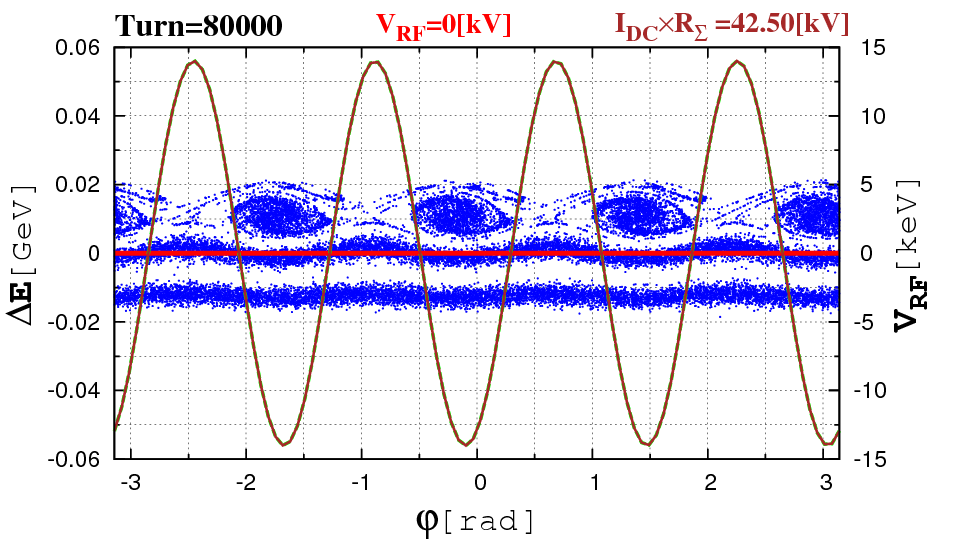 Turn=80000 V_RF=0[kV] I_DC×R_Σ =42.50[kV]
0.06 15
0.04 10
0.02 5
0 0
-0.02 -5
-0.04 -10
-0.06 -15
ΔE[GeV]
V_RF[keV]
-3 -2 -1 0 1 2 3
φ[rad]